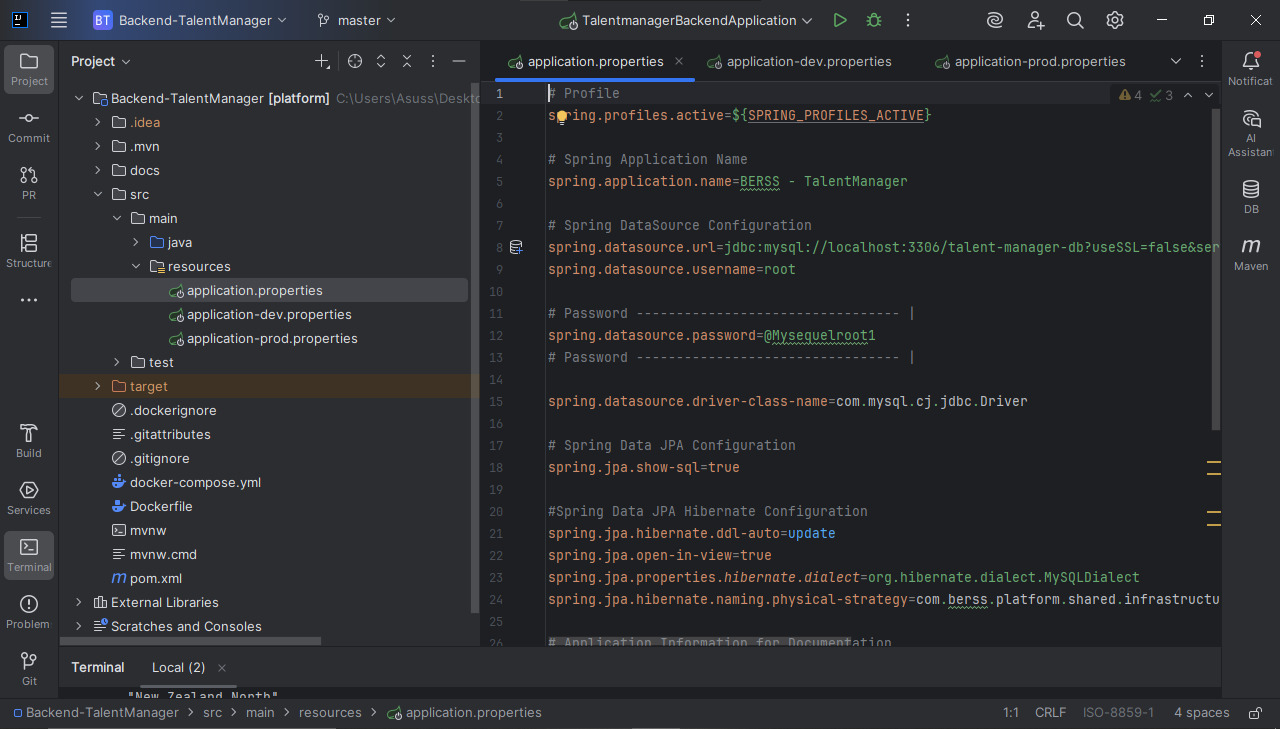 BT Backend-TalentManager master TalentmanagerBackendApplication
Project
application.properties application-dev.properties application-prod.properties
Project
Commit
PR
Structure
Build
Services
Terminal
Problem
Git
Backend-TalentManager [platform] C:\Users\Asuss\Deskto
.idea
.mvn
docs
src
main
java
resources
application.properties
application-dev.properties
application-prod.properties
test
target
.dockerignore
.gitattributes
.gitignore
docker-compose.yml
Dockerfile
mvnw
mvnw.cmd
pom.xml
External Libraries
Scratches and Consoles
4 3
1 # Profile
2 spring.profiles.active=${SPRING_PROFILES_ACTIVE}
3
4 # Spring Application Name
5 spring.application.name=BERSS - TalentManager
6
7 # Spring DataSource Configuration
8 spring.datasource.url=jdbc:mysql://localhost:3306/talent-manager-db?useSSL=false&ser
9 spring.datasource.username=root
10
11 # Password --------------------------------- |
12 spring.datasource.password=@Mysequelroot1
13 # Password --------------------------------- |
14
15 spring.datasource.driver-class-name=com.mysql.cj.jdbc.Driver
16
17 # Spring Data JPA Configuration
18 spring.jpa.show-sql=true
19
20 #Spring Data JPA Hibernate Configuration
21 spring.jpa.hibernate.ddl-auto=update
22 spring.jpa.open-in-view=true
23 spring.jpa.properties.hibernate.dialect=org.hibernate.dialect.MySQLDialect
24 spring.jpa.hibernate.naming.physical-strategy=com.berss.platform.shared.infrastructu
25
26 # Application Information for Documentation
Notificat
AI
Assistan
DB
Maven
Terminal Local (2)
"New Zealand North"
Backend-TalentManager > src > main > resources > application.properties
1:1 CRLF ISO-8859-1 4 spaces